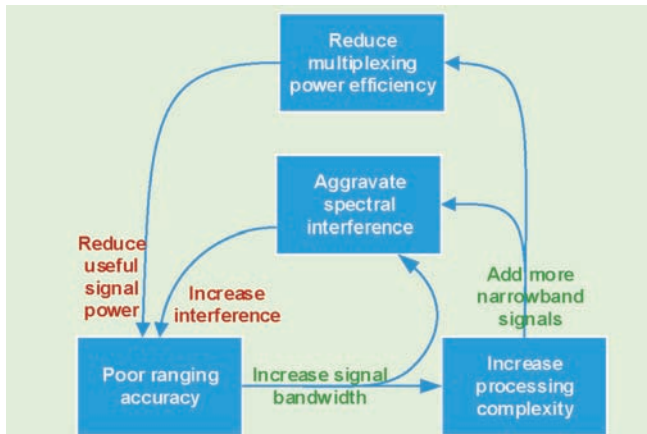 Reduce
multiplexing
power efficiency
Aggravate
spectral
interference
Reduce
useful
signal
power
Increase
interference
Add more
narrowband
signals
Poor ranging
accuracy
Increase signal
bandwidth
Increase
processing
complexity